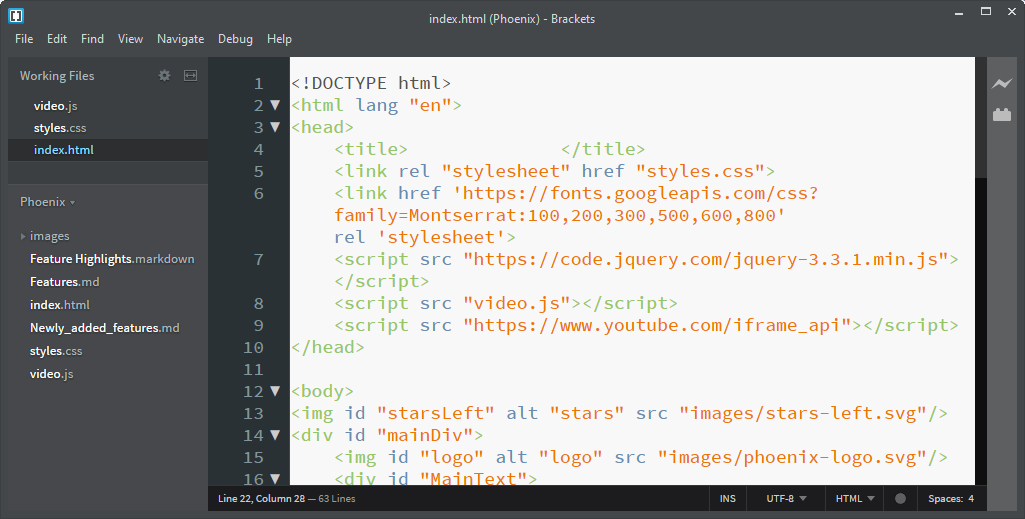 index.html (Phoenix) - Brackets
File Edit Find View Navigate Debug Help
Working Files
video.js
styles.css
index.html
Phoenix
images
Feature Highlights.markdown
Features.md
index.html
Newly_added_features.md
styles.css
video.js
1 <!DOCTYPE html>
2 <html lang "en">
3 <head>
4 <title> </title>
5 <link rel "stylesheet" href "styles.css">
6 <link href 'https://fonts.googleapis.com/css?
family=Montserrat:100,200,300,500,600,800'
rel 'stylesheet'>
7 <script src "https://code.jquery.com/jquery-3.3.1.min.js">
</script>
8 <script src "video.js"></script>
9 <script src "https://www.youtube.com/iframe_api"></script>
10 </head>
11
12 <body>
13 <img id "starsLeft" alt "stars" src "images/stars-left.svg"/>
14 <div id "mainDiv">
15 <img id "logo" alt "logo" src "images/phoenix-logo.svg"/>
16 <div id "MainText">
Line 22, Column 28 — 63 Lines
INS UTF-8 HTML Spaces: 4